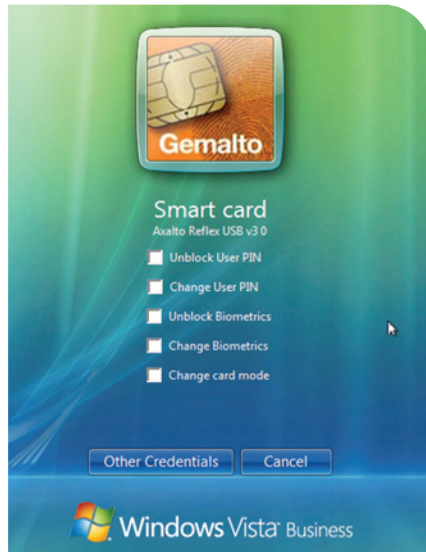 Gemalto
Smart card
Axalto Reflex USB v3 0
Unblock User PIN
Change User PIN
Unblock Biometrics
Change Biometrics
Change card mode
Other Credentials
Cancel
Windows Vista™ Business